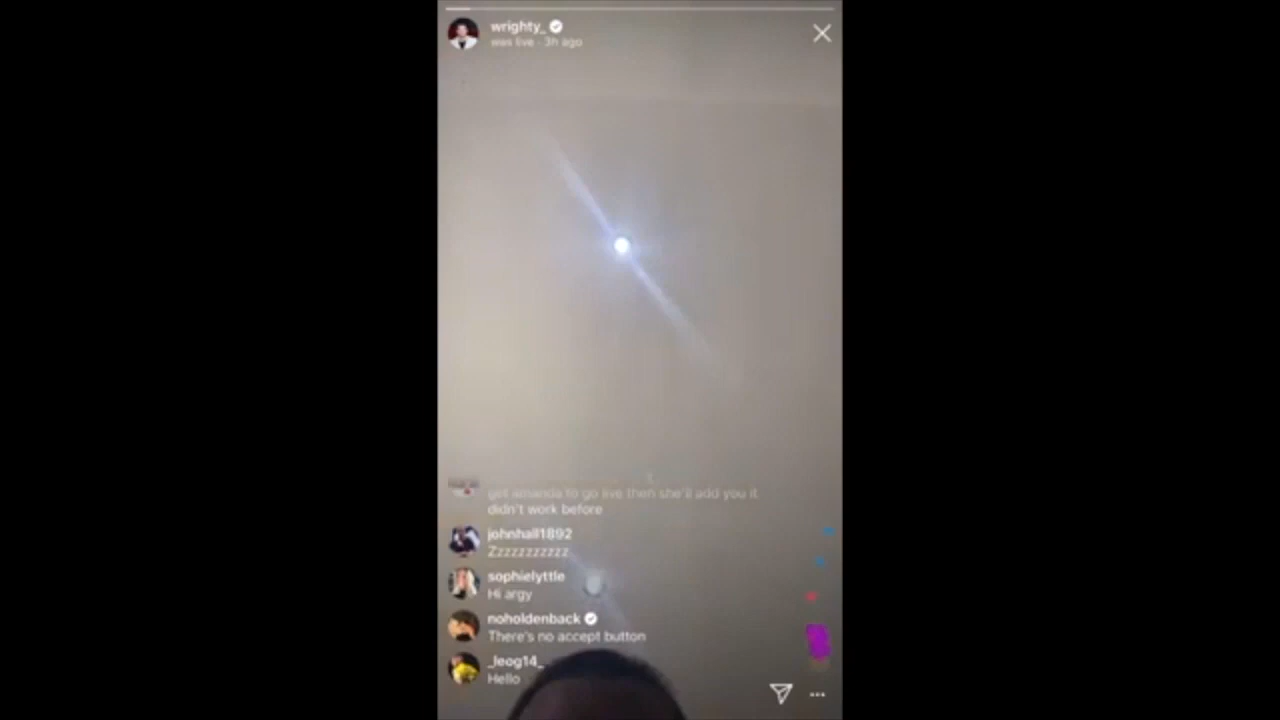 wrighty_
was live · 3h ago
get amanda to go live then she'll add you it
didn't work before
johnhall1892
Zzzzzzzzzzz
sophielyttle
Hi argy
noholdenback
There's no accept button
_leog14_
Hello